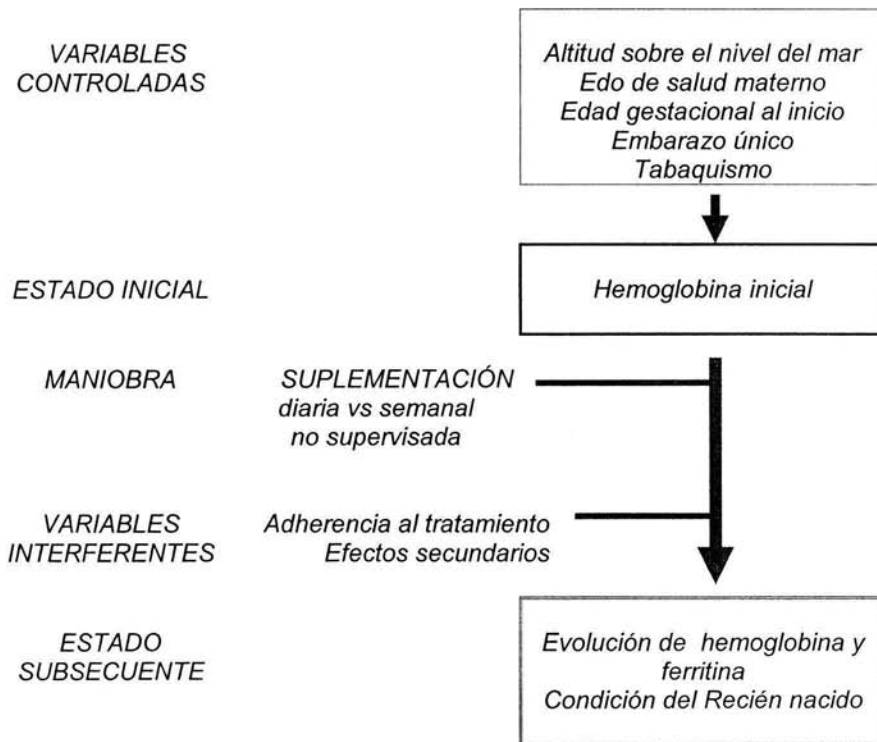 VARIABLES
CONTROLADAS
Altitud sobre el nivel del mar
Edo de salud materno
Edad gestacional al inicio
Embarazo único
Tabaquismo
ESTADO INICIAL
Hemoglobina inicial
MANIOBRA
SUPLEMENTACIÓN
diaria vs semanal
no supervisada
VARIABLES
INTERFERENTES
Adherencia al tratamiento
Efectos secundarios
ESTADO
SUBSECUENTE
Evolución de hemoglobina y
ferritina
Condición del Recién nacido